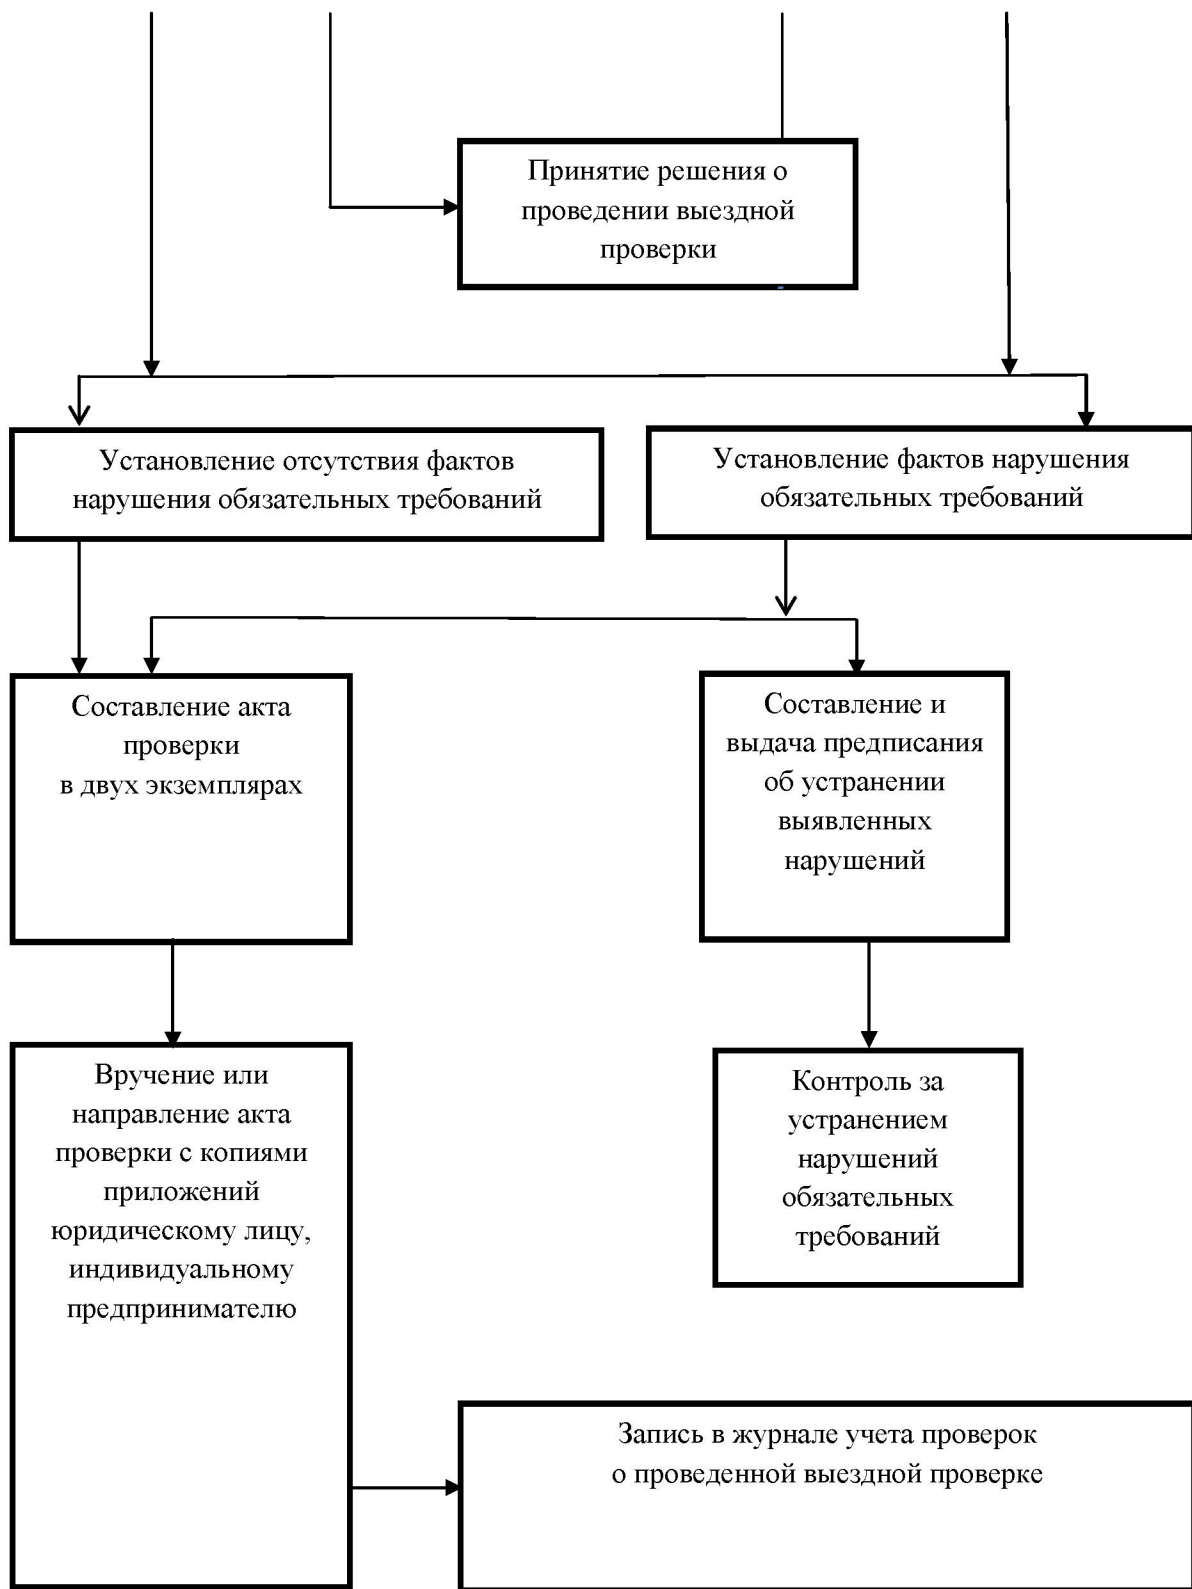 Принятие решения о
проведении выездной
проверки
Установление отсутствия фактов
нарушения обязательных требований
Установление фактов нарушения
обязательных требований
Составление акта
проверки
в двух экземплярах
Составление и
выдача предписания
об устранении
выявленных
нарушений
Вручение или
направление акта
проверки с копиями
приложений
юридическому лицу,
индивидуальному
предпринимателю
Контроль за
устранением
нарушений
обязательных
требований
Запись в журнале учета проверок
о проведенной выездной проверке